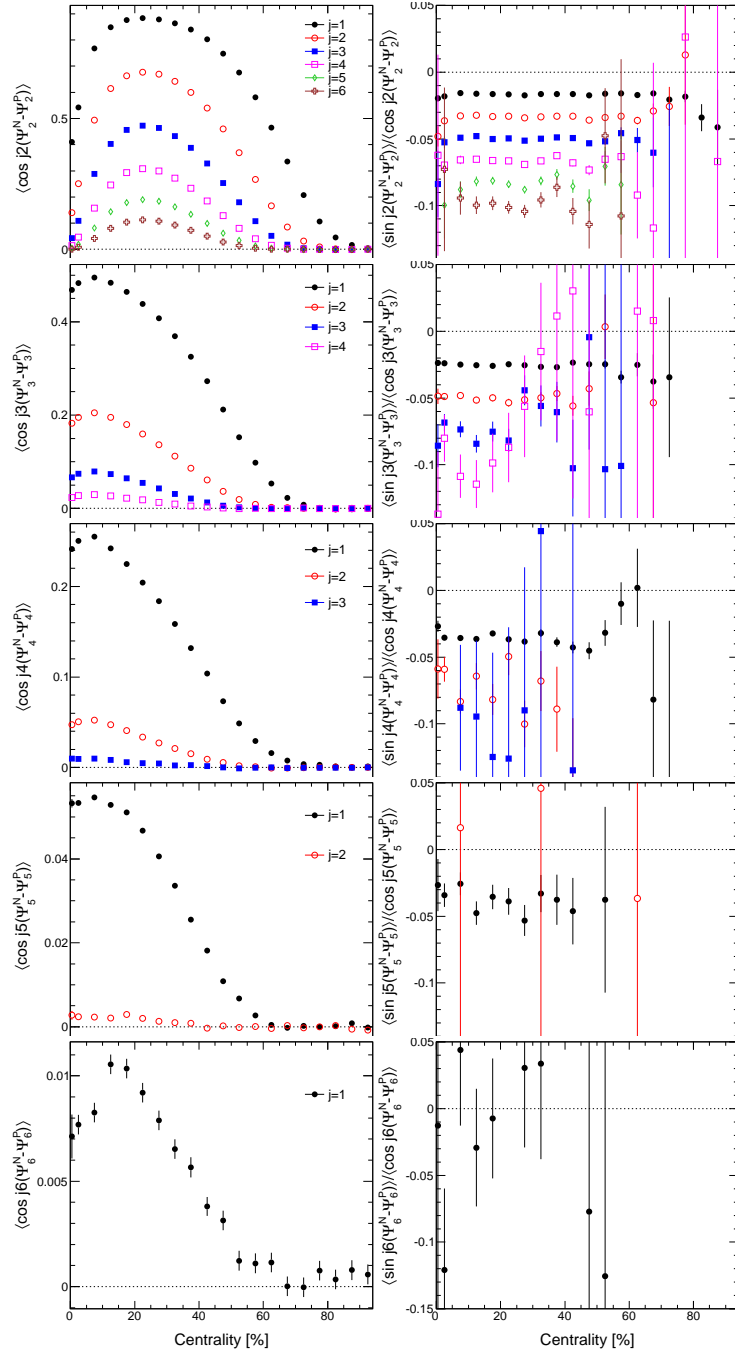 ⟨cos j2(Ψ₂ᴺ-Ψ₂ᴾ)⟩
0.5
0
j=1
j=2
j=3
j=4
j=5
j=6
⟨sin j2(Ψ₂ᴺ-Ψ₂ᴾ)⟩/⟨cos j2(Ψ₂ᴺ-Ψ₂ᴾ)⟩
0
-0.05
-0.1
⟨cos j3(Ψ₃ᴺ-Ψ₃ᴾ)⟩
0.4
0.2
0
j=1
j=2
j=3
j=4
⟨sin j3(Ψ₃ᴺ-Ψ₃ᴾ)⟩/⟨cos j3(Ψ₃ᴺ-Ψ₃ᴾ)⟩
0.05
0
-0.05
-0.1
⟨cos j4(Ψ₄ᴺ-Ψ₄ᴾ)⟩
0.2
0.1
0
j=1
j=2
j=3
⟨sin j4(Ψ₄ᴺ-Ψ₄ᴾ)⟩/⟨cos j4(Ψ₄ᴺ-Ψ₄ᴾ)⟩
0.05
0
-0.05
-0.1
⟨cos j5(Ψ₅ᴺ-Ψ₅ᴾ)⟩
0.04
0.02
0
j=1
j=2
⟨sin j5(Ψ₅ᴺ-Ψ₅ᴾ)⟩/⟨cos j5(Ψ₅ᴺ-Ψ₅ᴾ)⟩
0.05
0
-0.05
-0.1
⟨cos j6(Ψ₆ᴺ-Ψ₆ᴾ)⟩
0.01
0.005
0
j=1
0 20 40 60 80
Centrality [%]
⟨sin j6(Ψ₆ᴺ-Ψ₆ᴾ)⟩/⟨cos j6(Ψ₆ᴺ-Ψ₆ᴾ)⟩
0.05
0
-0.05
-0.1
-0.15
0 20 40 60 80
Centrality [%]